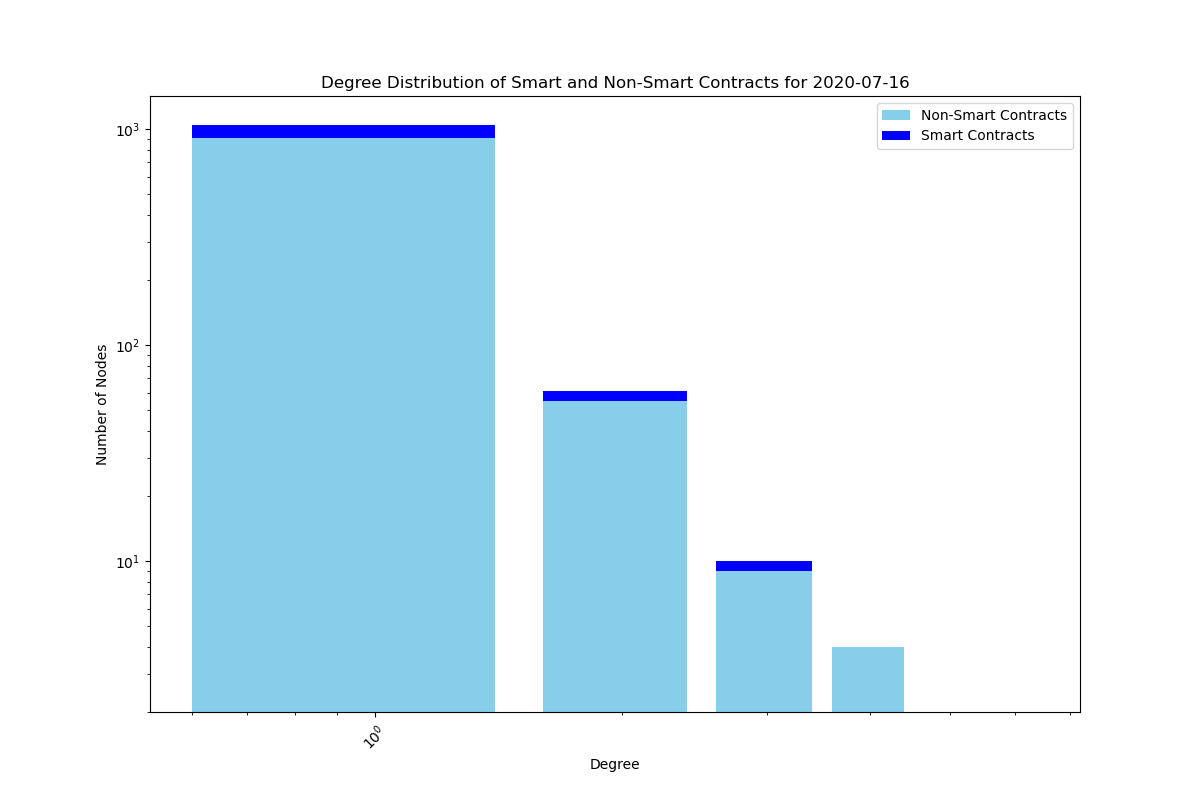 Degree Distribution of Smart and Non-Smart Contracts for 2020-07-16
Non-Smart Contracts
Smart Contracts
10³
10²
10¹
Number of Nodes
10⁰
Degree